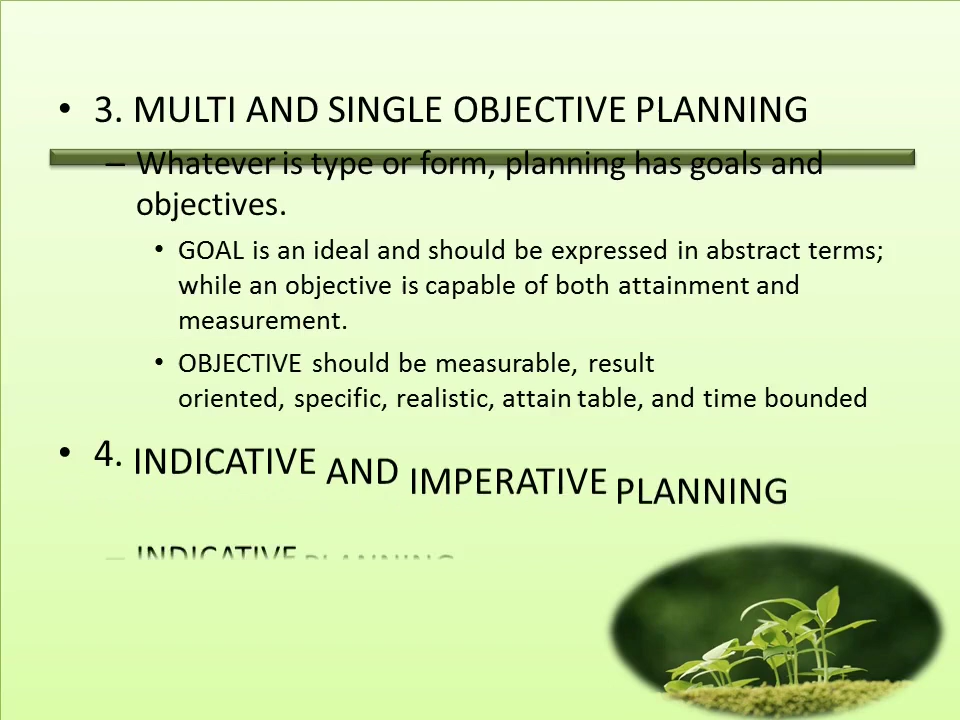 • 3. MULTI AND SINGLE OBJECTIVE PLANNING
– Whatever is type or form, planning has goals and
objectives.
• GOAL is an ideal and should be expressed in abstract terms;
while an objective is capable of both attainment and
measurement.
• OBJECTIVE should be measurable, result
oriented, specific, realistic, attain table, and time bounded
• 4. INDICATIVE AND IMPERATIVE PLANNING
– INDICATIVE PLANNING